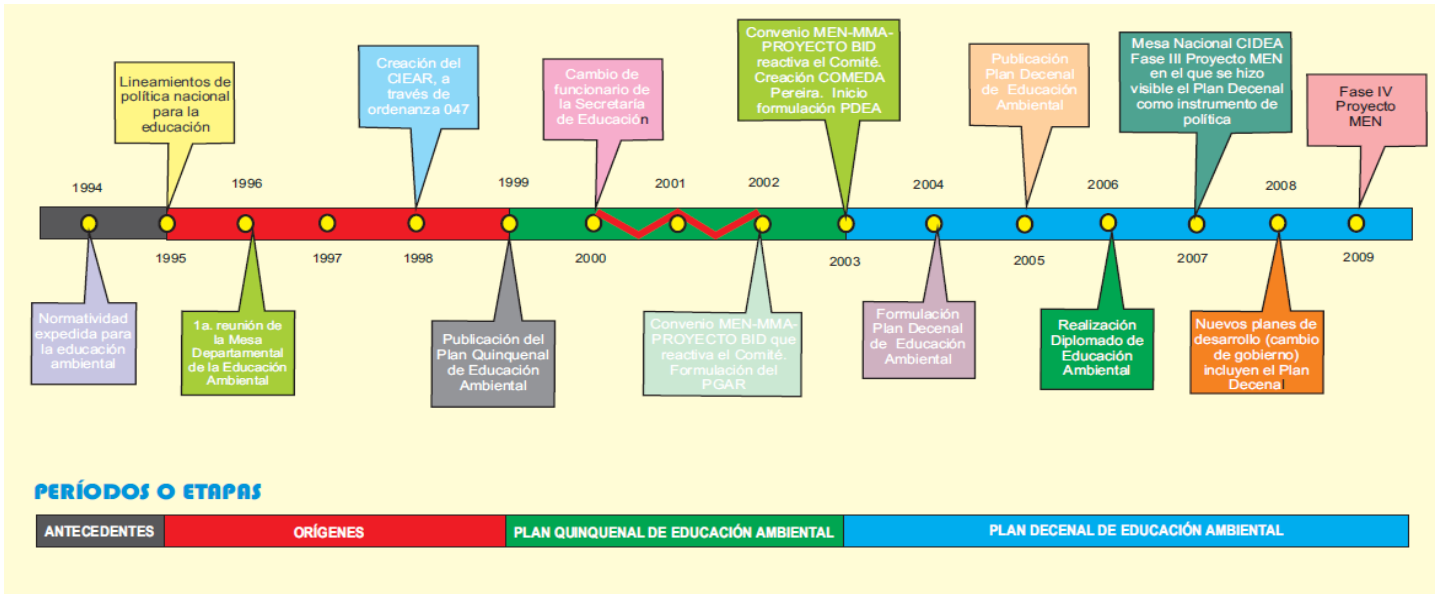 Lineamientos de
política nacional
para la
educación
Creación del
CIEAR, a
través de
ordenanza 047
Cambio de
funcionario de
la Secretaría
de Educación
Convenio MEN-MMA-
PROYECTO BID
reactiva el Comité.
Creación COMEDA
Pereira. Inicio
formulación PDEA
Publicación
Plan Decenal
de Educación
Ambiental
Mesa Nacional CIDEA
Fase III Proyecto MEN
en el que se hizo
visible el Plan Decenal
como instrumento de
política
Fase IV
Proyecto
MEN
1994
1996
1999
2001
2002
2004
2006
2008
1995
1997
1998
2000
2003
2005
2007
2009
Normatividad
expedida para
la educación
ambiental
1a. reunión de
la Mesa
Departamental
de la Educación
Ambiental
Publicación del
Plan Quinquenal
de Educación
Ambiental
Convenio MEN-MMA-
PROYECTO BID que
reactiva el Comité.
Formulación del
PGAR
Formulación
Plan Decenal
de Educación
Ambiental
Realización
Diplomado de
Educación
Ambiental
Nuevos planes de
desarrollo (cambio
de gobierno)
incluyen el Plan
Decenal
PERÍODOS O ETAPAS
ANTECEDENTES
ORÍGENES
PLAN QUINQUENAL DE EDUCACIÓN AMBIENTAL
PLAN DECENAL DE EDUCACIÓN AMBIENTAL